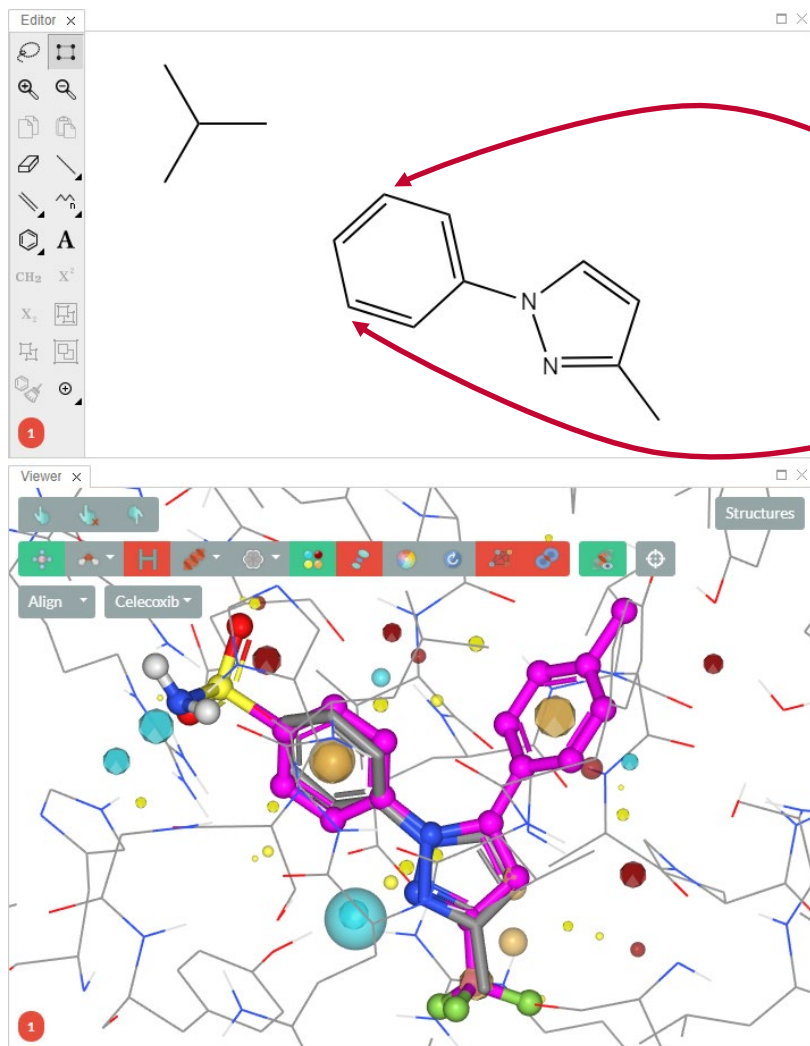 Editor ×
n
A
CH₂ X²
X₂
N
N
1
Viewer ×
Structures
H
Align Celecoxib
1